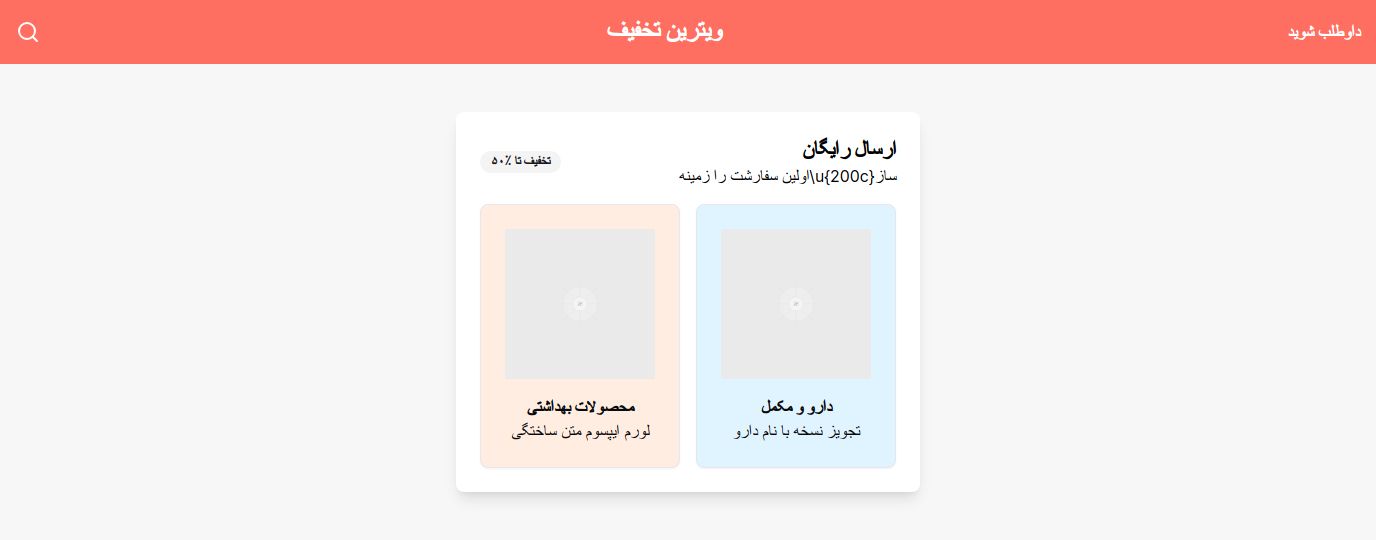 داوطلب شوید
ویترین تخفیف
ارسال رایگان
تخفیف تا ٪۵۰
اولین سفارشت را زمینه\u{200c}ساز
دارو و مکمل
تجویز نسخه با نام دارو
محصولات بهداشتی
لورم ایپسوم متن ساختگی